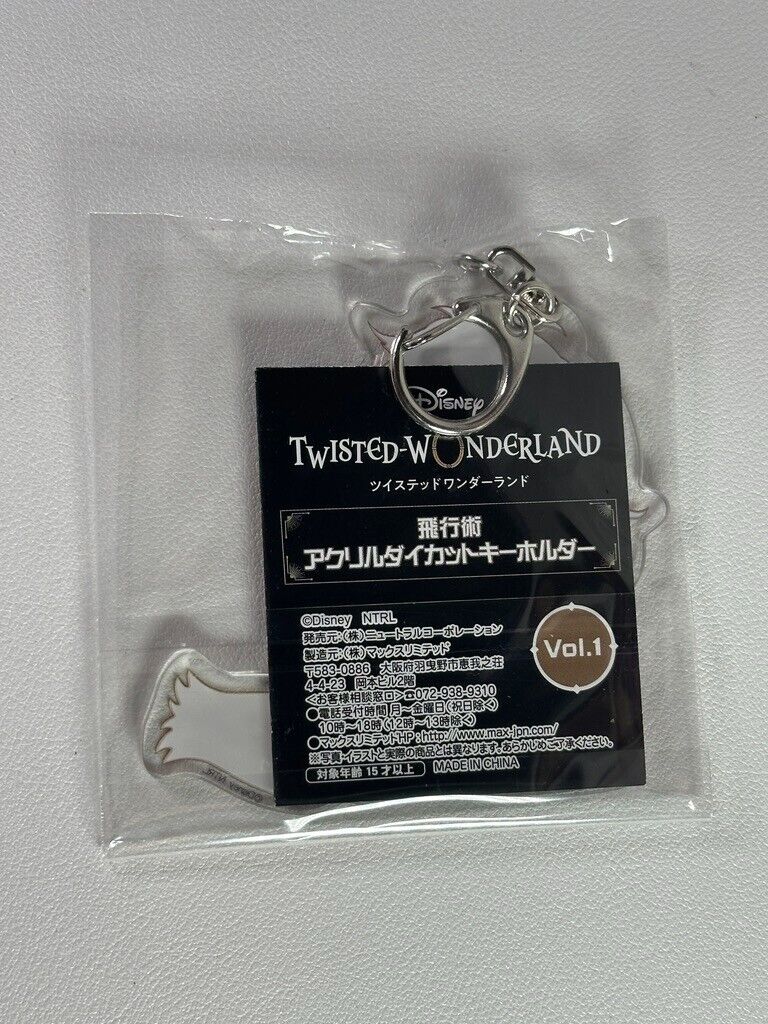 Disney
TWISTED-WONDERLAND
ツイステッドワンダーランド
飛行術
アクリルダイカットキーホルダー
©Disney NTRL
発売元：(株)ニュートラルコーポレーション
製造元：(株)マックスリミテッド
〒583-0886 大阪府羽曳野市恵我之荘
4-4-23 岡本ビル2階
<お客様相談窓口>☎072-938-9310
●電話受付時間 月～金曜日(祝日除く)
10時～18時(12時～13時除く)
●マックスリミテッドHP：http://www.max-jpn.com/
※写真・イラストと実際の商品とは異なります。あらかじめご了承ください。
対象年齢 15才以上 MADE IN CHINA
Vol.1
©Disney NTRL